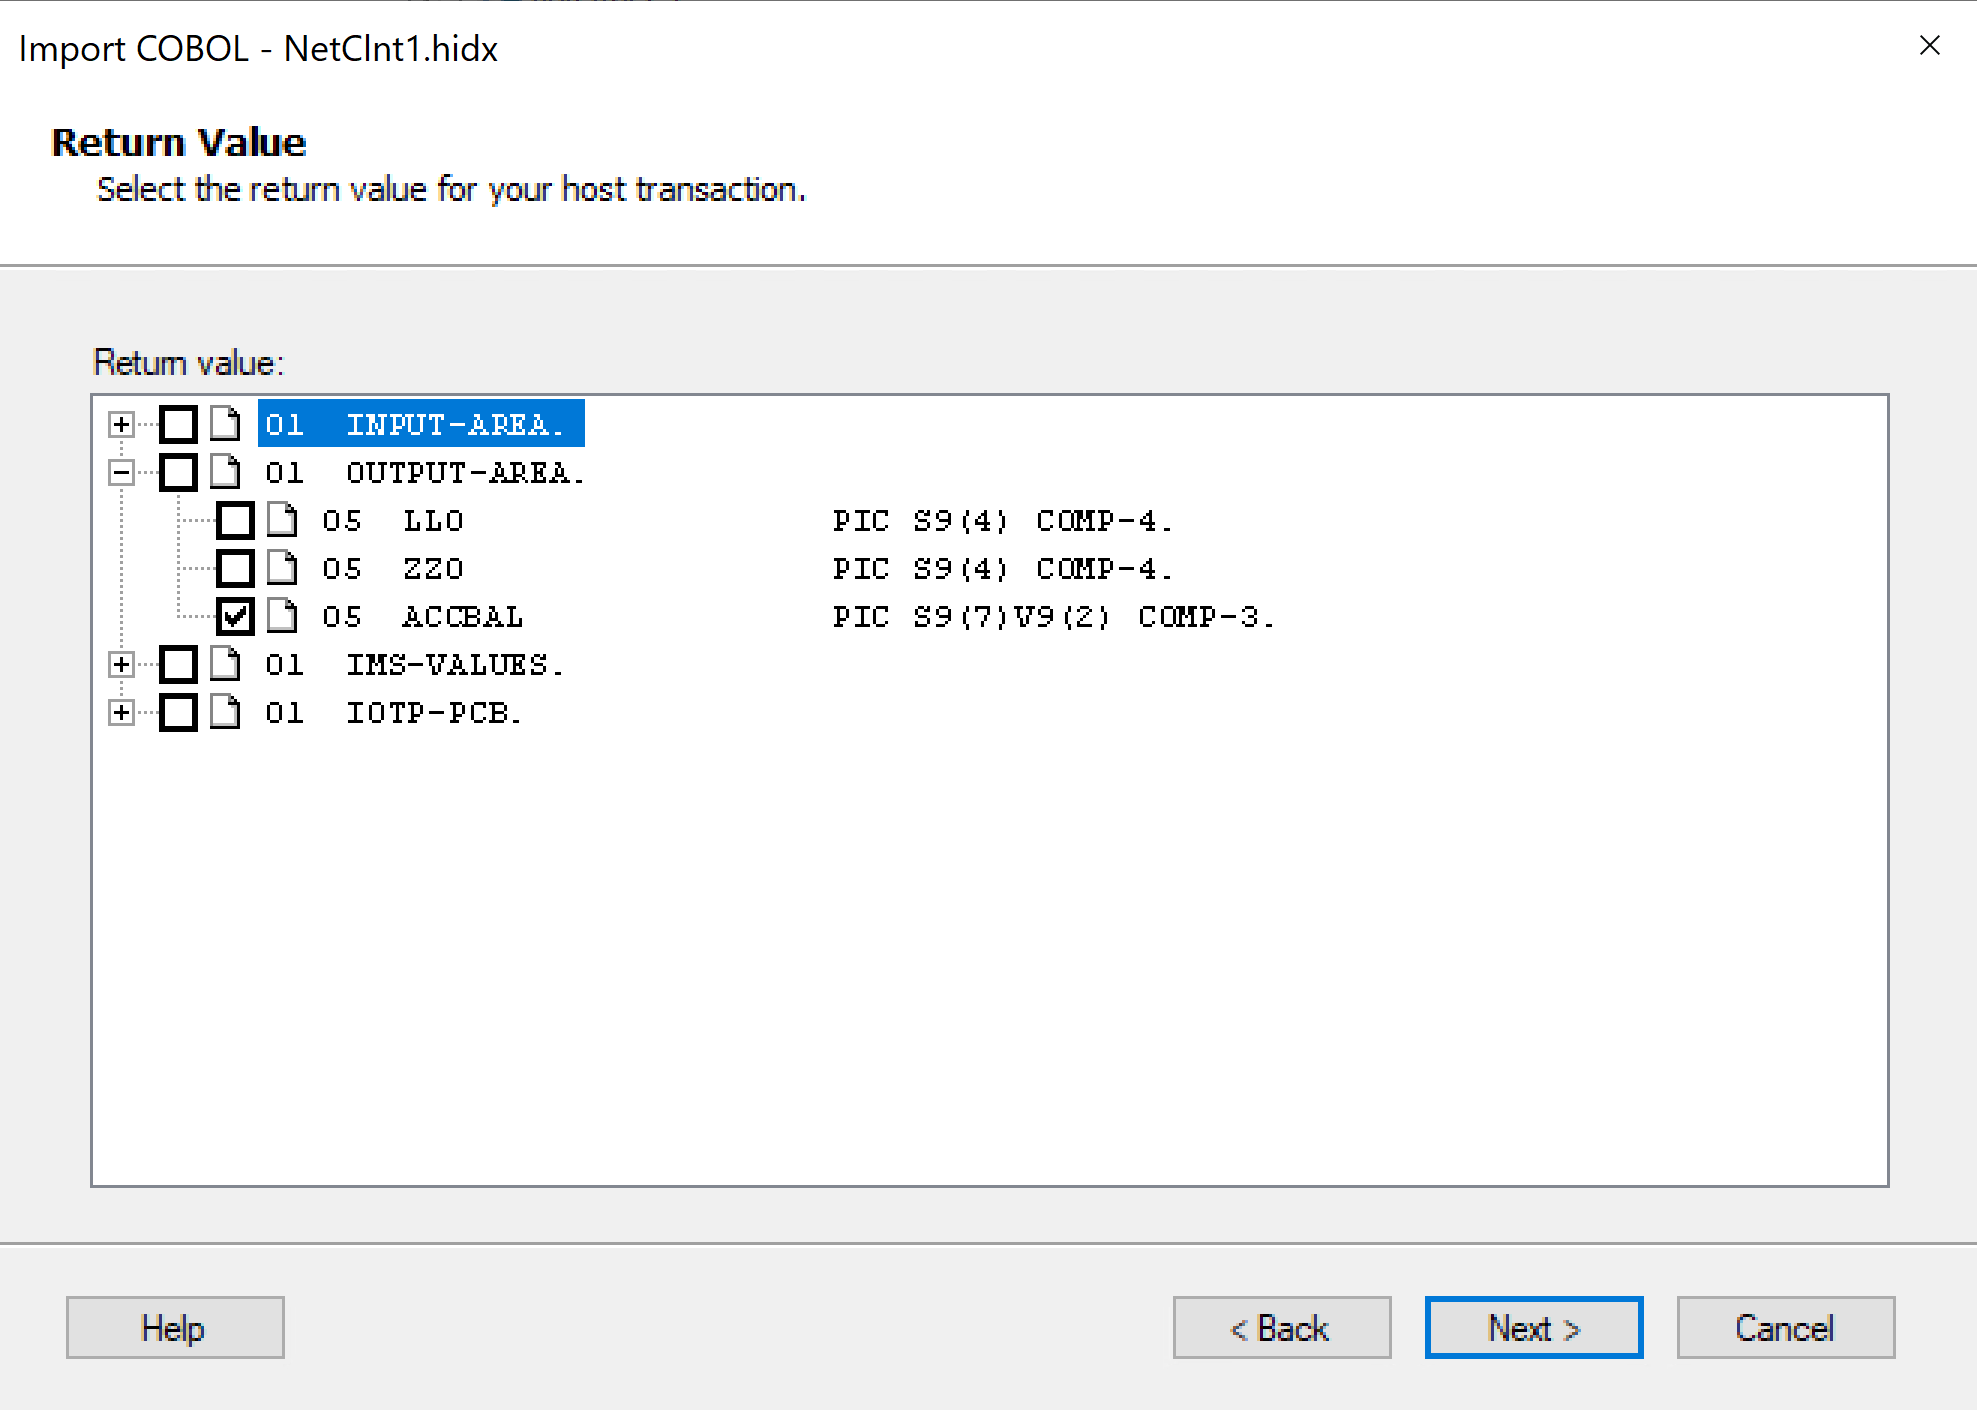 Import COBOL - NetClnt1.hidx
Return Value
Select the return value for your host transaction.
Return value:
01 INPUT-AREA.
01 OUTPUT-AREA.
05 LLO PIC S9(4) COMP-4.
05 ZZO PIC S9(4) COMP-4.
05 ACCBAL PIC S9(7)V9(2) COMP-3.
01 IMS-VALUES.
01 IOTP-PCB.
Help < Back Next > Cancel